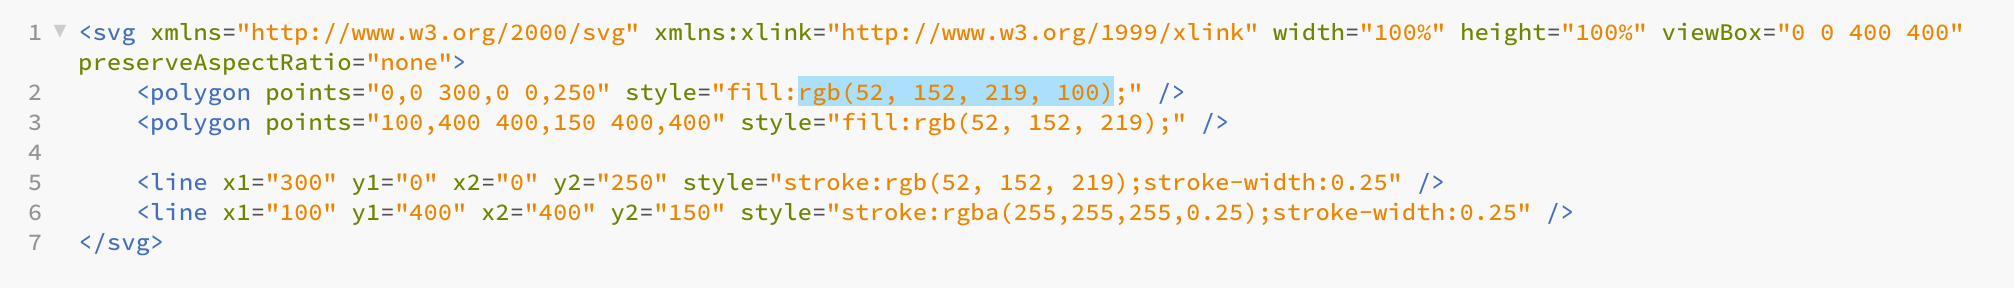 1 ▼ <svg xmlns="http://www.w3.org/2000/svg" xmlns:xlink="http://www.w3.org/1999/xlink" width="100%" height="100%" viewBox="0 0 400 400"
preserveAspectRatio="none">
2 <polygon points="0,0 300,0 0,250" style="fill:rgb(52, 152, 219, 100);" />
3 <polygon points="100,400 400,150 400,400" style="fill:rgb(52, 152, 219);" />
4
5 <line x1="300" y1="0" x2="0" y2="250" style="stroke:rgb(52, 152, 219);stroke-width:0.25" />
6 <line x1="100" y1="400" x2="400" y2="150" style="stroke:rgba(255,255,255,0.25);stroke-width:0.25" />
7 </svg>